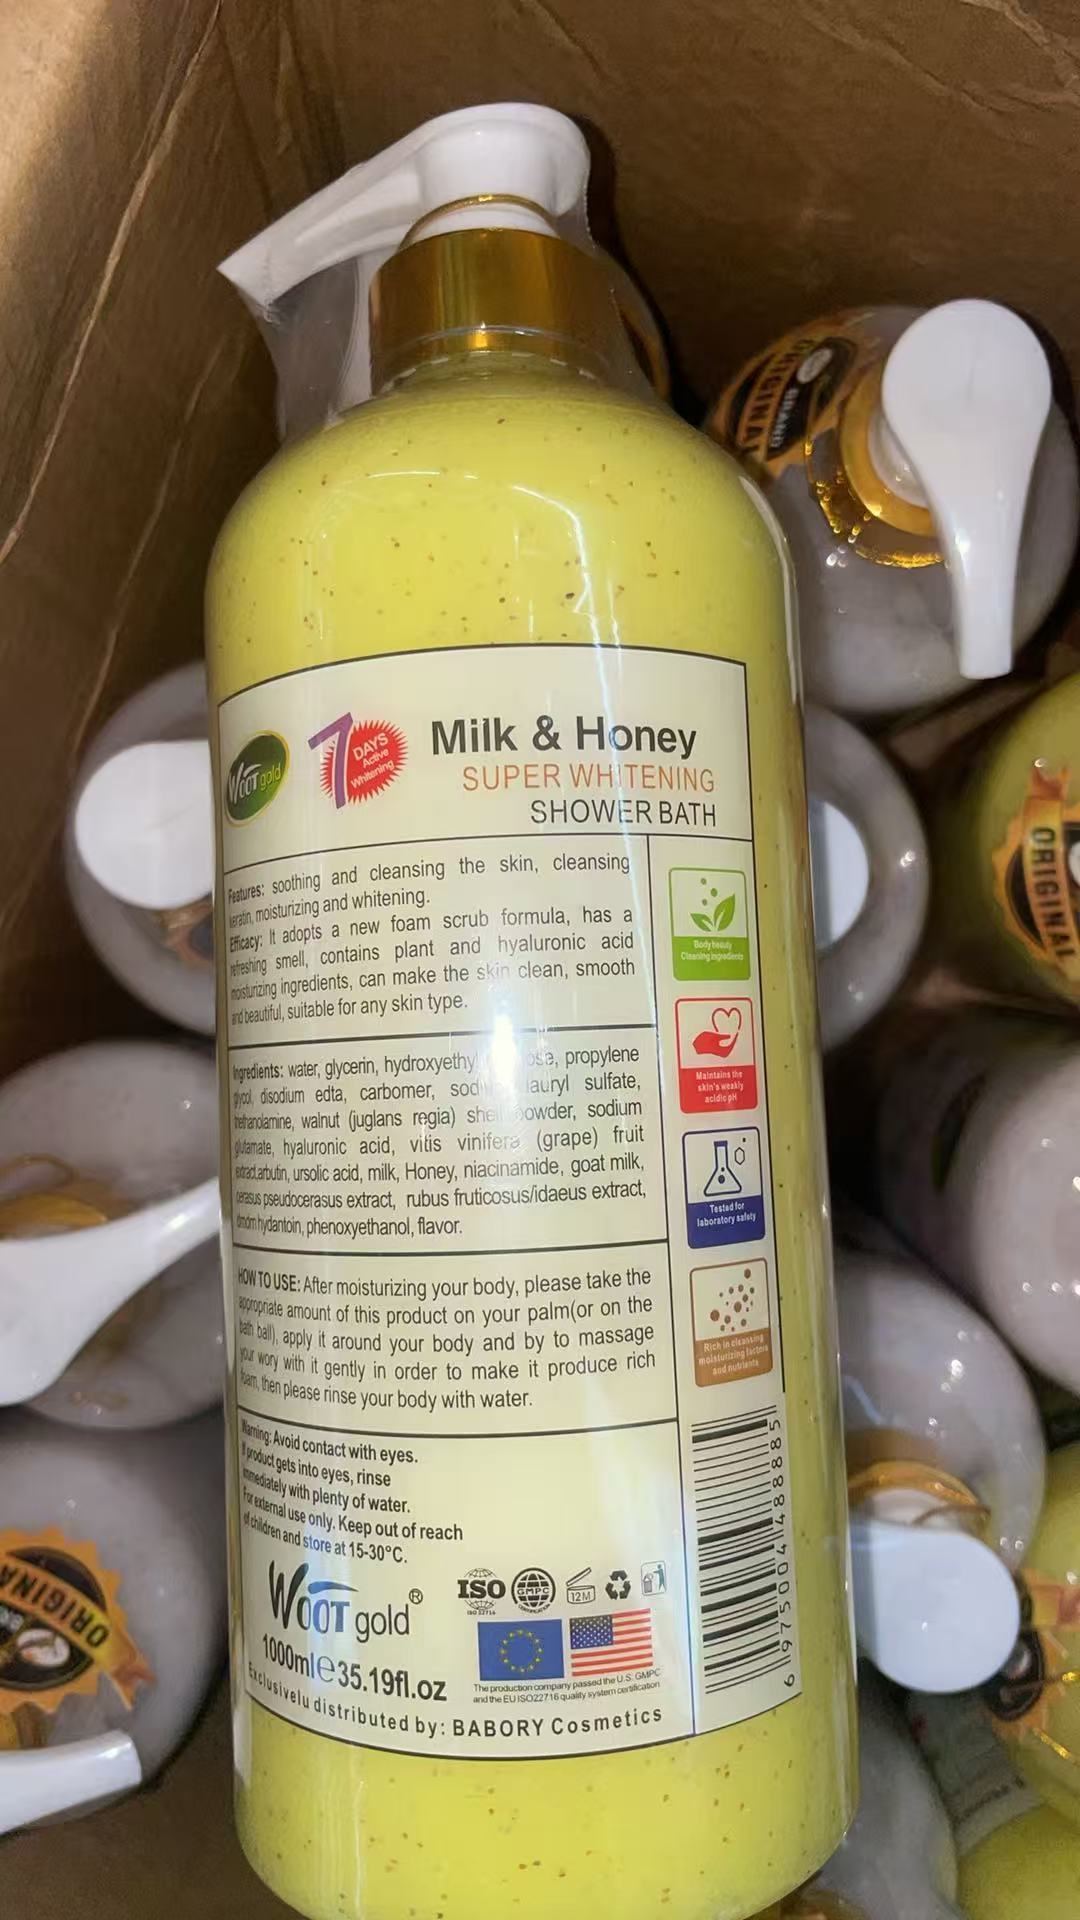 WOOT gold
7 DAYS
Active
Whitening
Milk & Honey
SUPER WHITENING
SHOWER BATH
Features: soothing and cleansing the skin, cleansing
keratin, moisturizing and whitening.
Efficacy: It adopts a new foam scrub formula, has a
refreshing smell, contains plant and hyaluronic acid
moisturizing ingredients, can make the skin clean, smooth
and beautiful, suitable for any skin type.
Ingredients: water, glycerin, hydroxyethyl propylene
glycol, disodium edta, carbomer, sodium lauryl sulfate,
triethanolamine, walnut (juglans regia) shell powder, sodium
glutamate, hyaluronic acid, vitis vinifera (grape) fruit
extract,arbutin, ursolic acid, milk, Honey, niacinamide, goat milk,
cerasus pseudocerasus extract, rubus fruticosus/idaeus extract,
dmdm hydantoin, phenoxyethanol, flavor.
HOW TO USE: After moisturizing your body, please take the
appropriate amount of this product on your palm(or on the
bath ball), apply it around your body and by to massage
your wory with it gently in order to make it produce rich
foam, then please rinse your body with water.
Warning: Avoid contact with eyes.
If product gets into eyes, rinse
immediately with plenty of water.
For external use only. Keep out of reach
of children and store at 15-30°C.
WOOT gold®
1000ml e 35.19fl.oz
Exclusivelu distributed by: BABORY Cosmetics
ISO
ISO 22716
GMPC
CERTIFICATION
12M
The production company passed the U.S. GMPC
and the EU ISO22716 quality system certification
Body beauty
Cleaning ingredients
Maintains the
skin's weakly
acidic pH
Tested for
laboratory safety
Rich in cleansing
moisturizing factors
and nutrients
6 975004 488885
ORIGINAL
BRAND
ORIGINAL
ORIGINAL